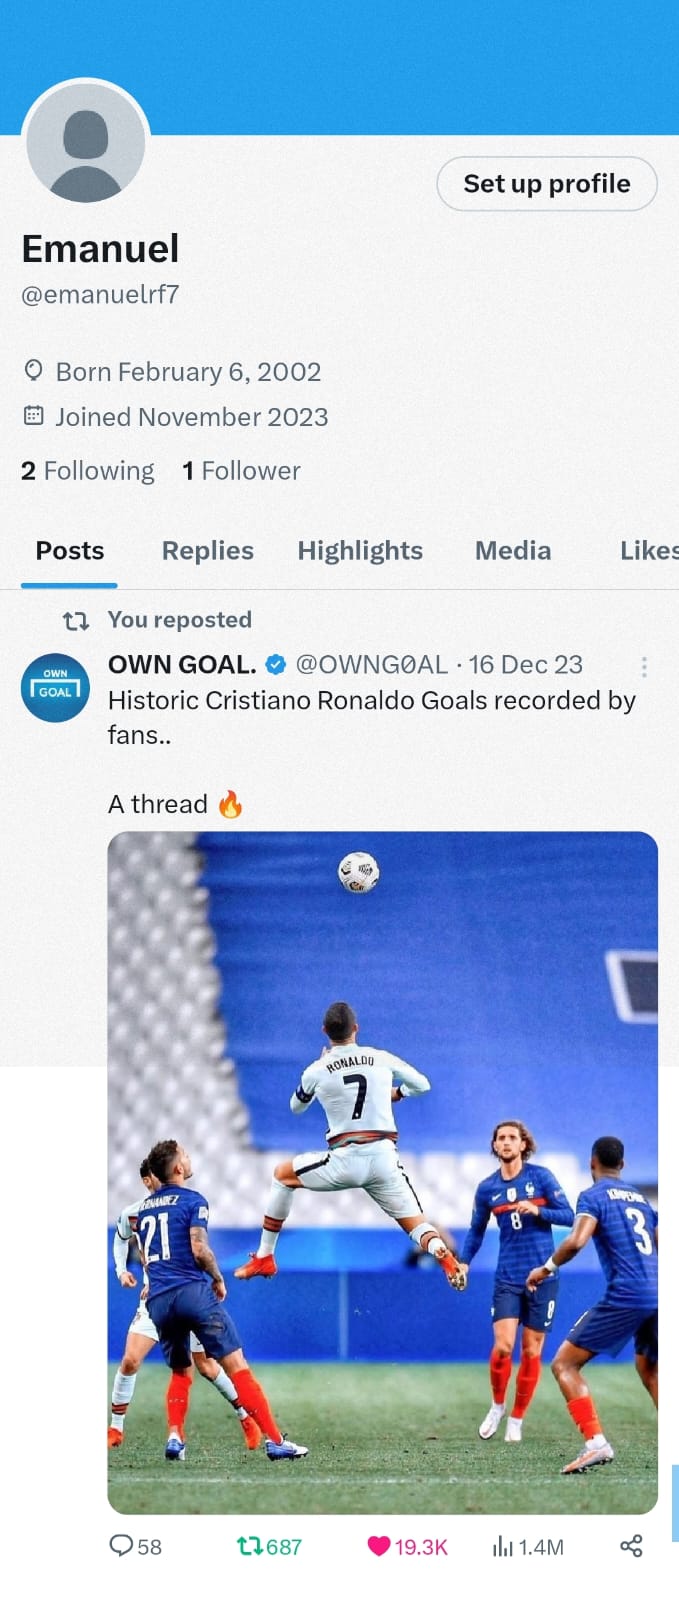 Set up profile
Emanuel
@emanuelrf7
Born February 6, 2002
Joined November 2023
2 Following 1 Follower
Posts Replies Highlights Media Likes
You reposted
OWN GOAL. @OWNG0AL · 16 Dec 23
OWN
GOAL
Historic Cristiano Ronaldo Goals recorded by
fans..
A thread 🔥
RONALDO
7
21
8
8
3
58 687 19.3K 1.4M